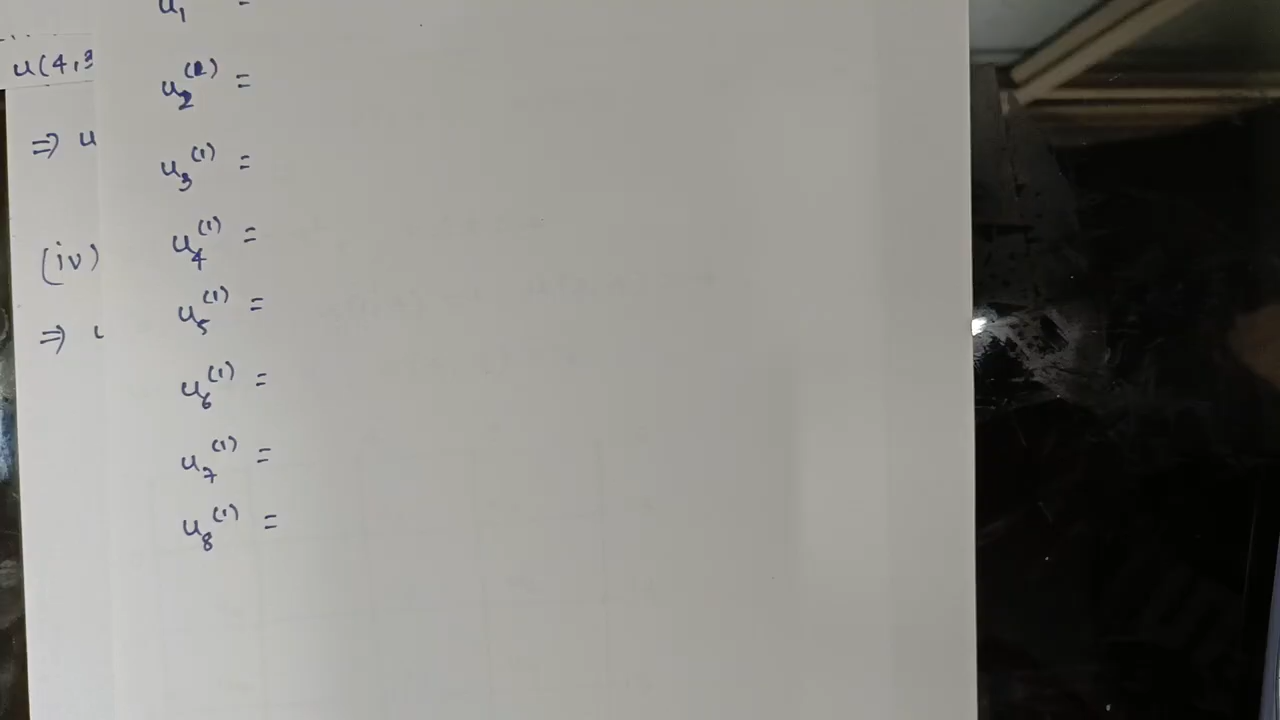 u₁ =
u(4,3
u₂⁽¹⁾ =
⇒ u
u₃⁽¹⁾ =
u₄⁽¹⁾ =
(iv)
u₅⁽¹⁾ =
⇒
u₆⁽¹⁾ =
u₇⁽¹⁾ =
u₈⁽¹⁾ =